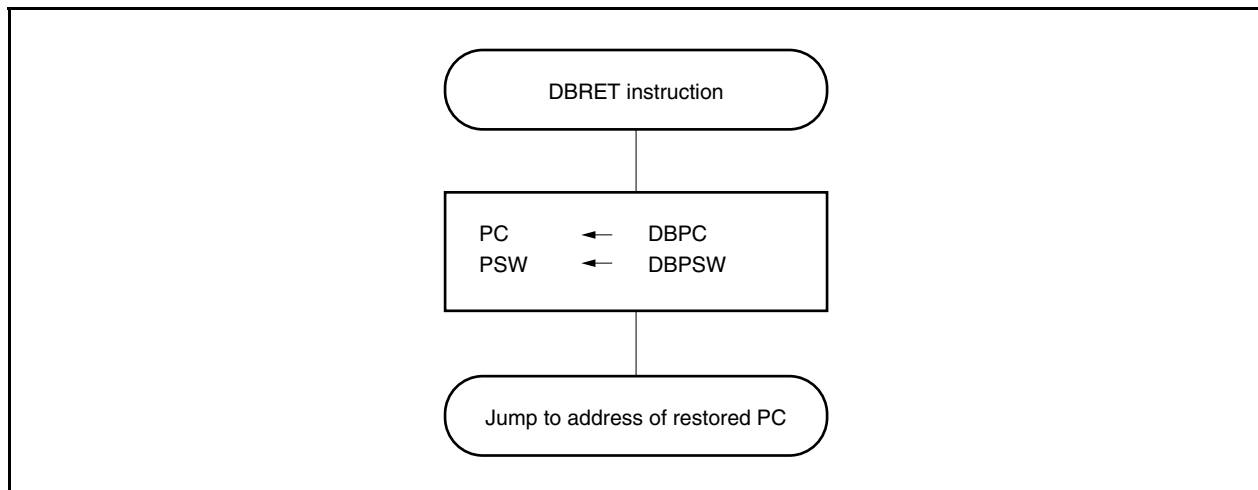 DBRET instruction
PC ← DBPC
PSW ← DBPSW
Jump to address of restored PC